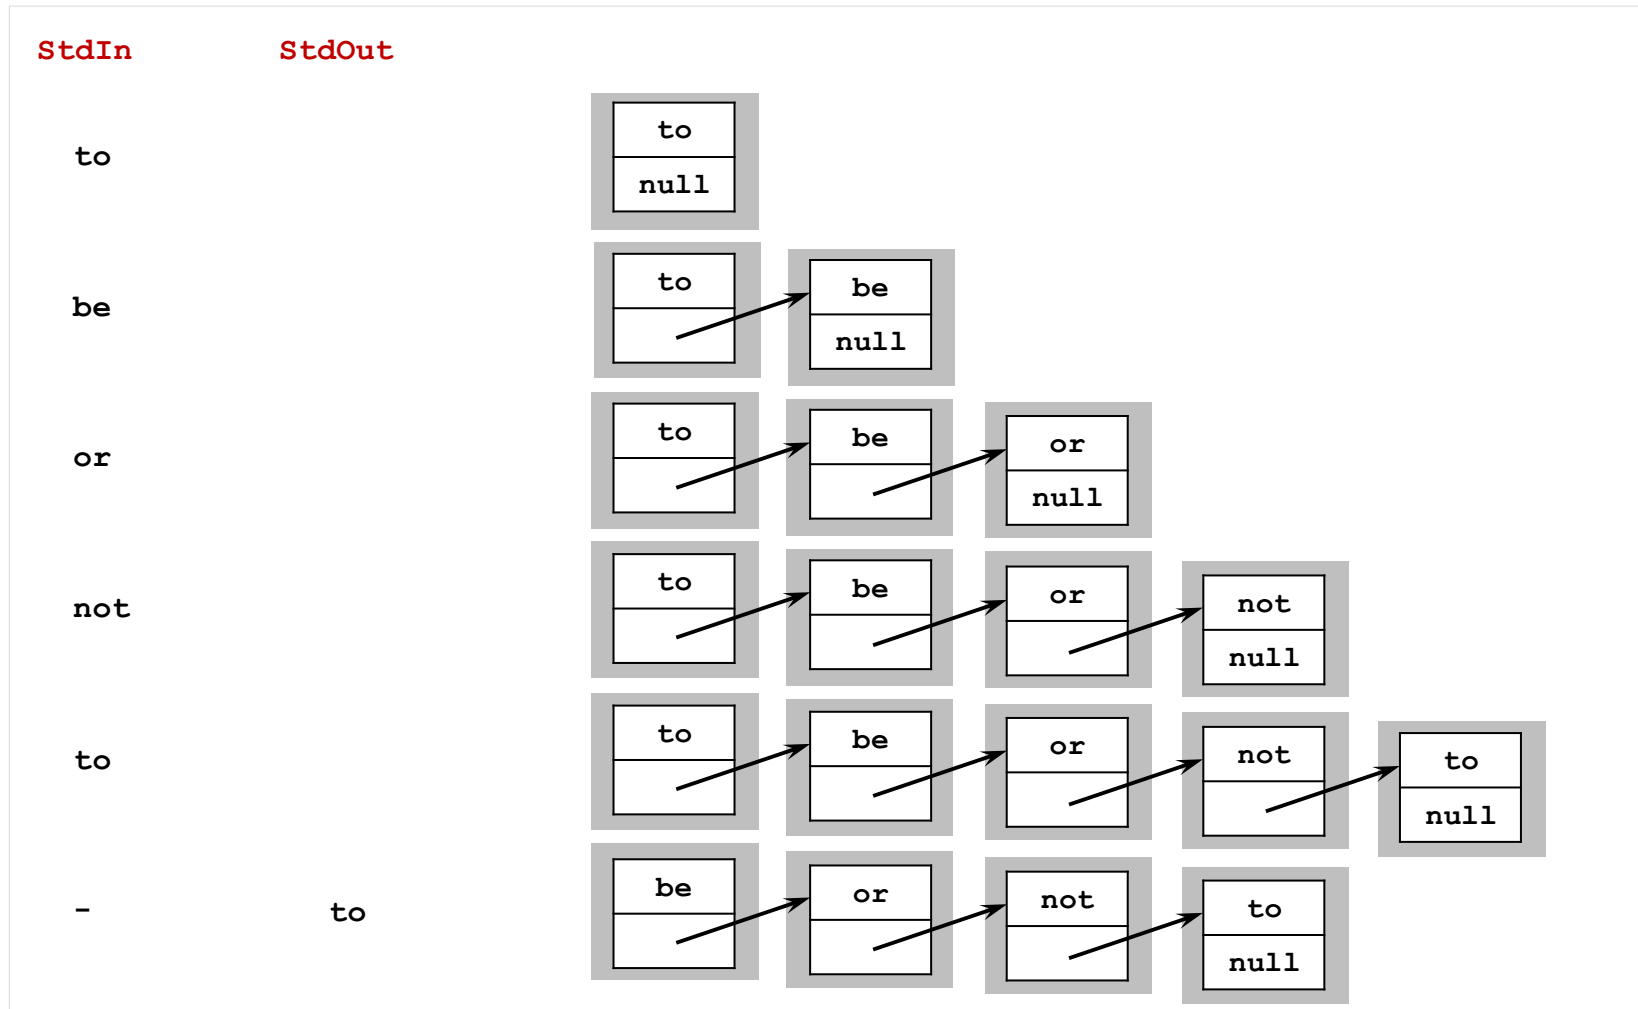 StdIn StdOut
to
to
null
be
to be
null
or
to be or
null
not
to be or not
null
to
to be or not to
null
- to
be or not to
null